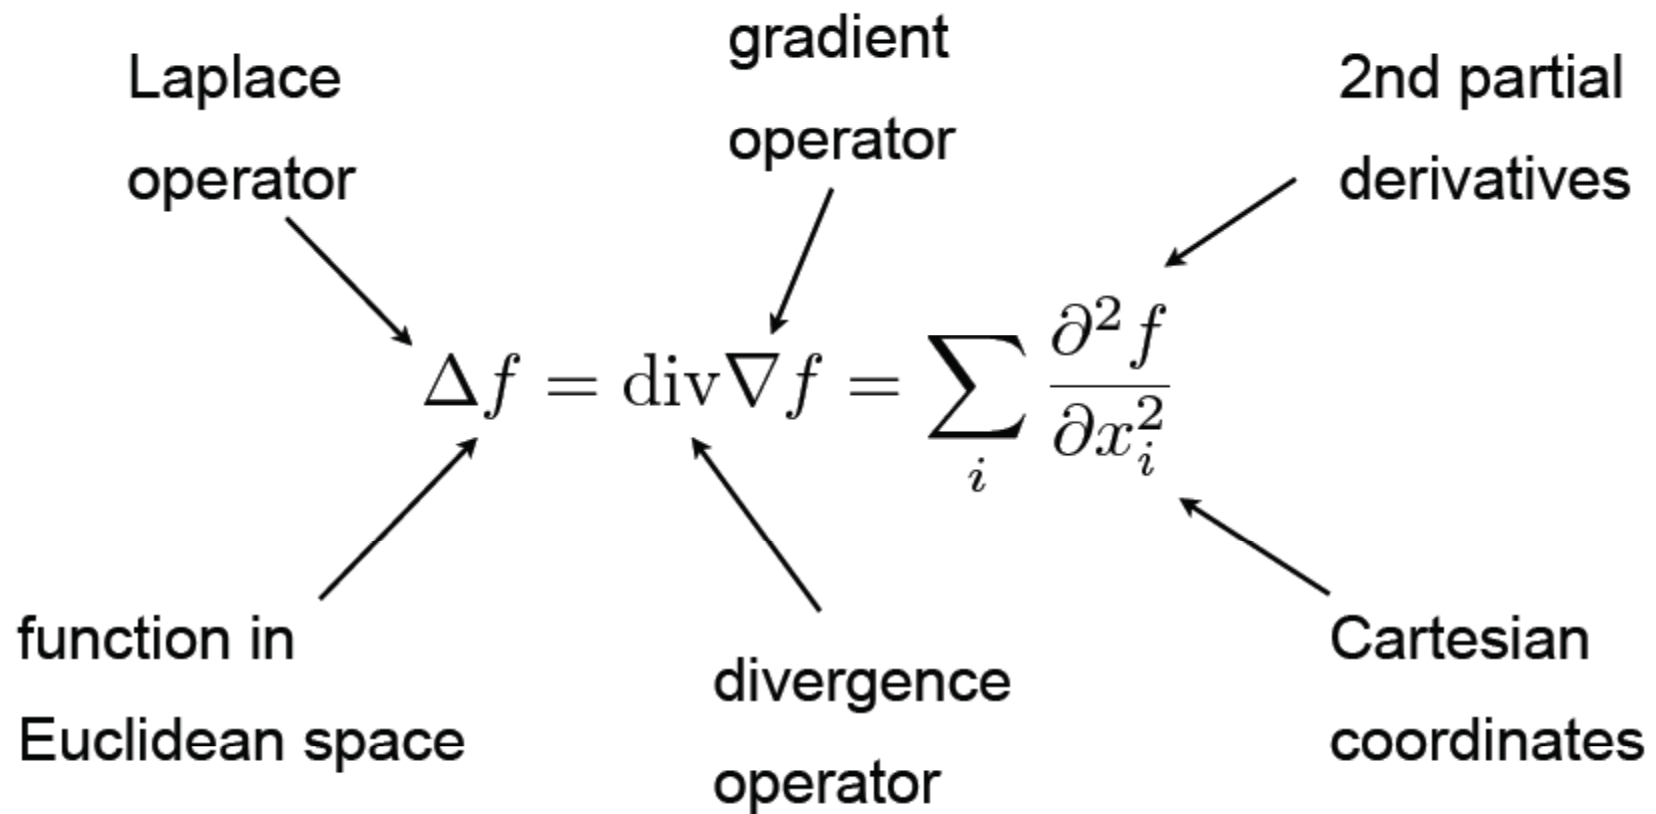 Laplace
operator
gradient
operator
2nd partial
derivatives
Δf = div∇f = ∑_i ∂²f / ∂x_i²
function in
Euclidean space
divergence
operator
Cartesian
coordinates